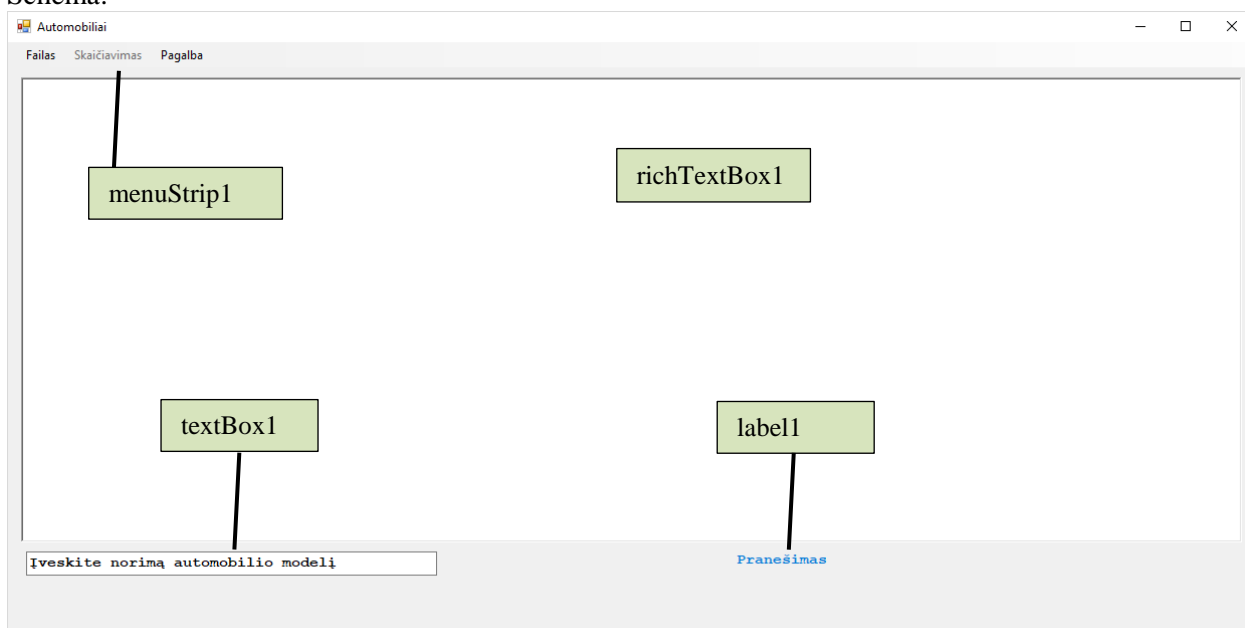 Schema:
Automobiliai
Failas Skaičiavimas Pagalba
menuStrip1
richTextBox1
textBox1
label1
Įveskite norimą automobilio modelį
Pranešimas